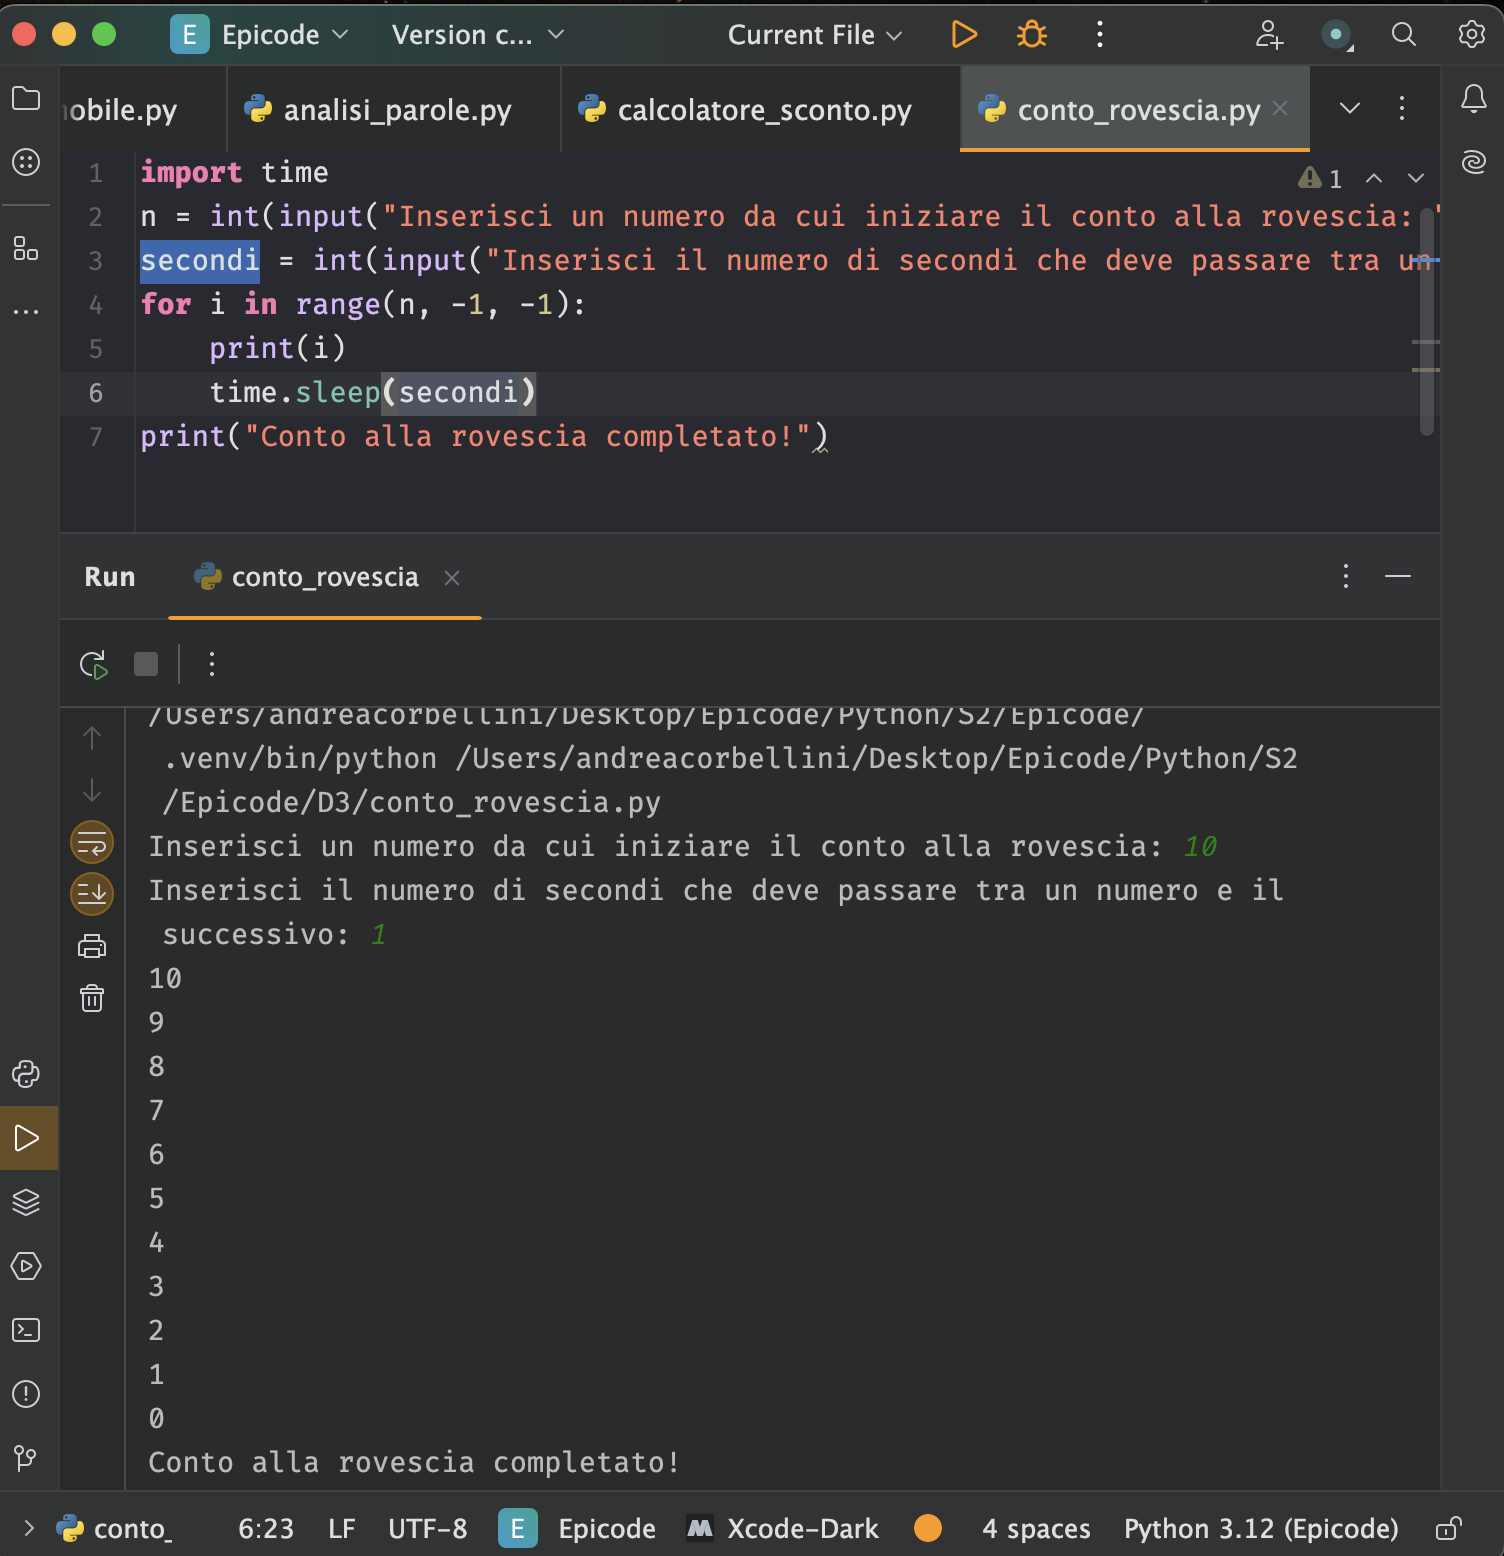 E Epicode Version c... Current File
nobile.py analisi_parole.py calcolatore_sconto.py conto_rovescia.py
1 import time
1
2 n = int(input("Inserisci un numero da cui iniziare il conto alla rovescia: "
3 secondi = int(input("Inserisci il numero di secondi che deve passare tra un
4 for i in range(n, -1, -1):
5 print(i)
6 time.sleep(secondi)
7 print("Conto alla rovescia completato!")
Run conto_rovescia
/Users/andreacorbellini/Desktop/Epicode/Python/S2/Epicode/
.venv/bin/python /Users/andreacorbellini/Desktop/Epicode/Python/S2
/Epicode/D3/conto_rovescia.py
Inserisci un numero da cui iniziare il conto alla rovescia: 10
Inserisci il numero di secondi che deve passare tra un numero e il
successivo: 1
10
9
8
7
6
5
4
3
2
1
0
Conto alla rovescia completato!
conto_ 6:23 LF UTF-8 E Epicode Xcode-Dark 4 spaces Python 3.12 (Epicode)